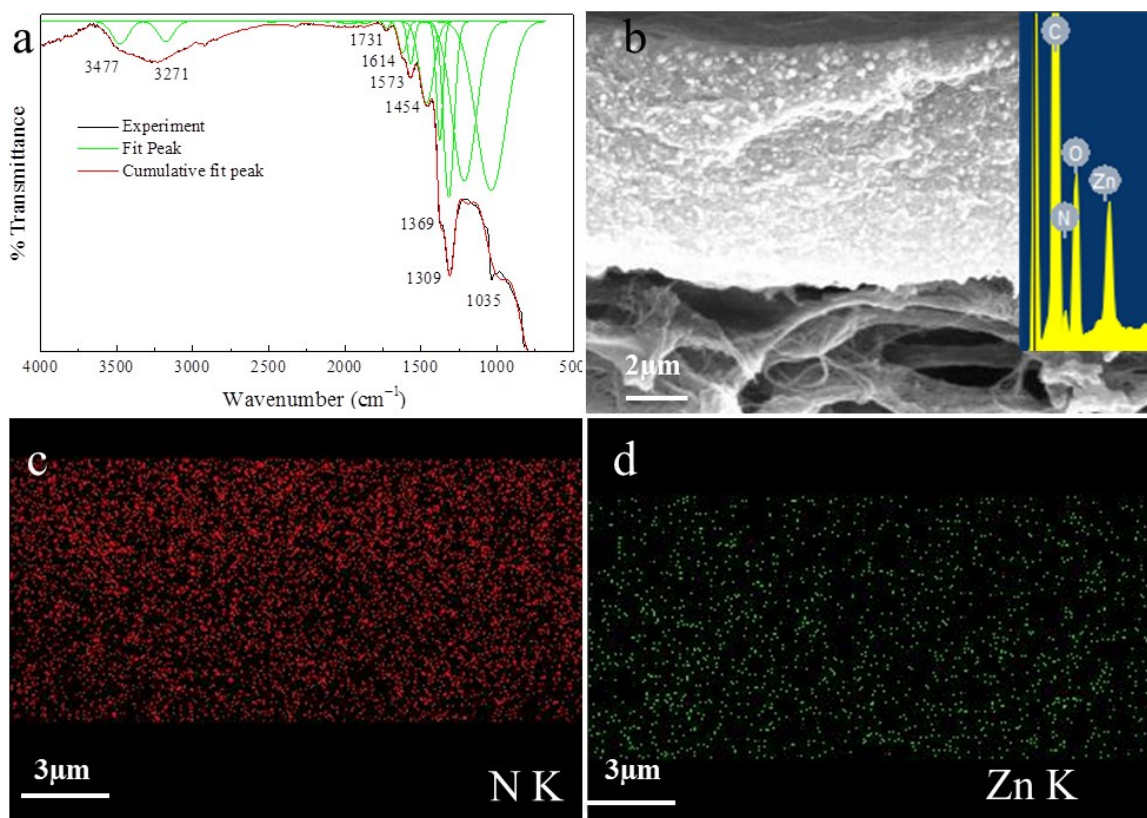 a
1731
1614
1573
1454
3477
3271
Experiment
Fit Peak
Cumulative fit peak
1369
1309
1035
% Transmittance
4000 3500 3000 2500 2000 1500 1000 500
Wavenumber (cm⁻¹)
b
C
O
Zn
N
2μm
c
3μm
N K
d
3μm
Zn K